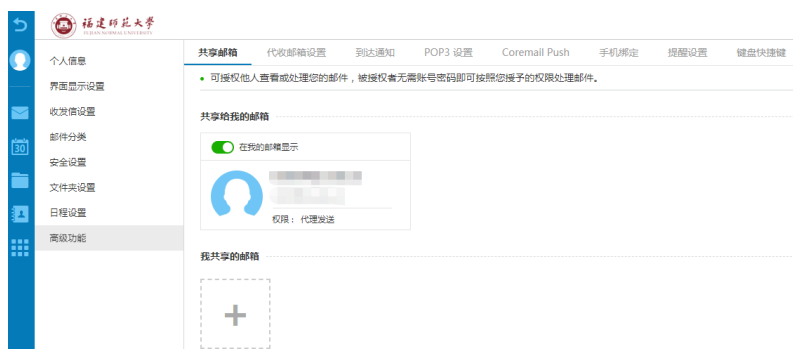 福建师范大学
FUJIAN NORMAL UNIVERSITY
共享邮箱 代收邮箱设置 到达通知 POP3 设置 Coremail Push 手机绑定 提醒设置 键盘快捷键
个人信息
界面显示设置
收发信设置
邮件分类
安全设置
文件夹设置
日程设置
高级功能
30
• 可授权他人查看或处理您的邮件，被授权者无需账号密码即可按照您授予的权限处理邮件。
共享给我的邮箱
在我的邮箱显示
权限： 代理发送
我共享的邮箱